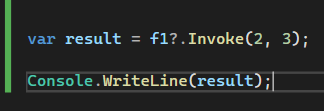 var result = f1?.Invoke(2, 3);
Console.WriteLine(result);